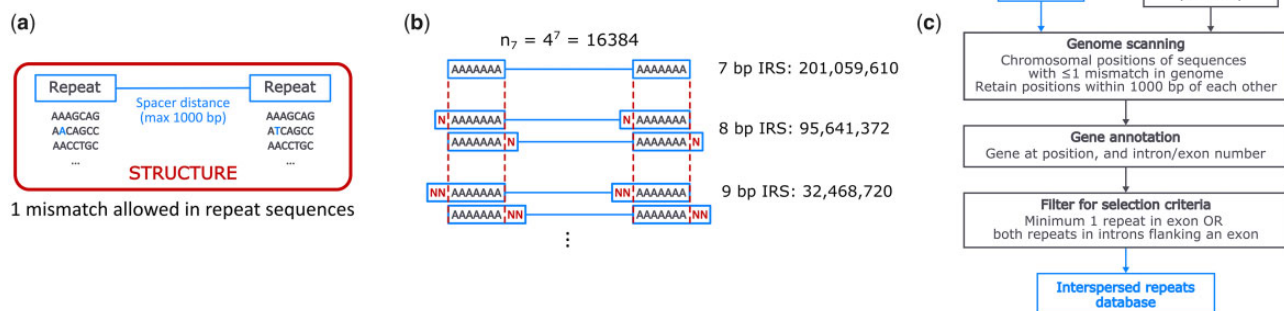 (a)
Repeat
Repeat
Spacer distance
(max 1000 bp)
AAAGCAG
AACAGCC
AACCTGC
...
AAAGCAG
ATCAGCC
AACCTGC
...
STRUCTURE
1 mismatch allowed in repeat sequences
(b)
n7 = 4^7 = 16384
AAAAAAA AAAAAAA 7 bp IRS: 201,059,610
N AAAAAAA N AAAAAAA
8 bp IRS: 95,641,372
AAAAAAA N AAAAAAA N
NN AAAAAAA NN AAAAAAA
9 bp IRS: 32,468,720
AAAAAAA NN AAAAAAA NN
⋮
(c)
Genome scanning
Chromosomal positions of sequences
with ≤1 mismatch in genome
Retain positions within 1000 bp of each other
Gene annotation
Gene at position, and intron/exon number
Filter for selection criteria
Minimum 1 repeat in exon OR
both repeats in introns flanking an exon
Interspersed repeats
database